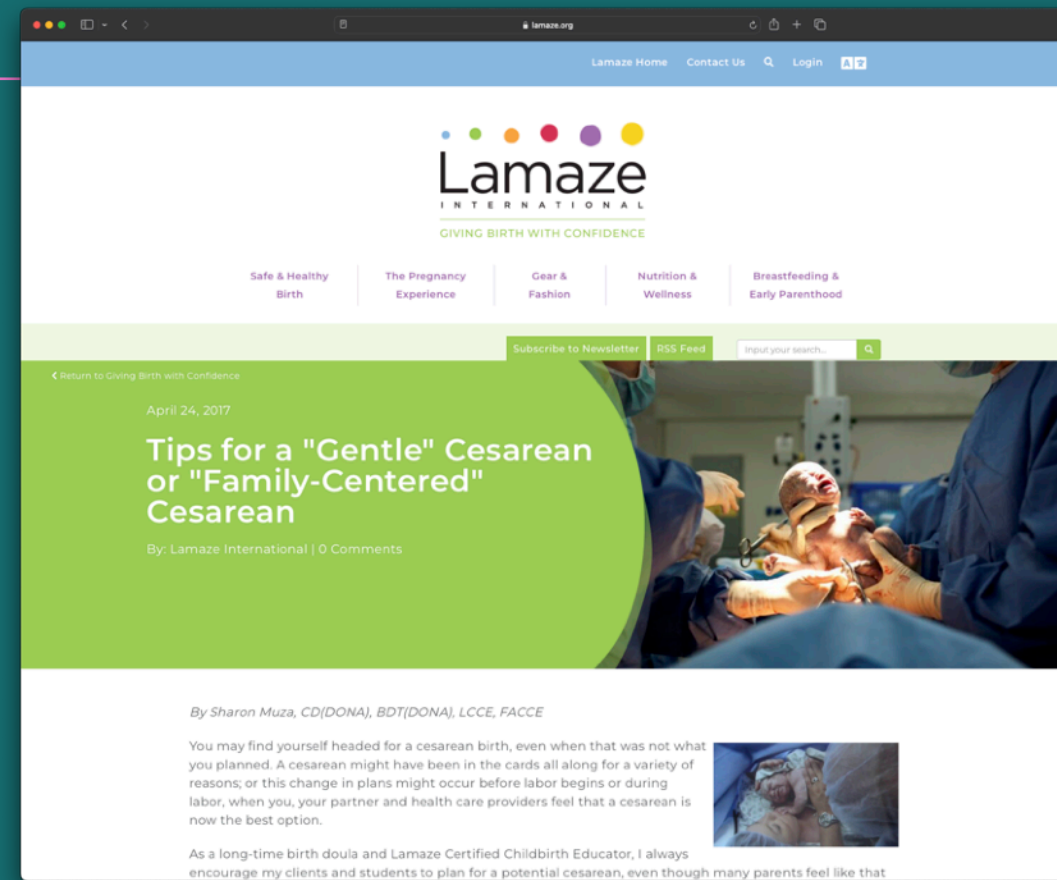 lamaze.org
Lamaze Home Contact Us Login
Lamaze
INTERNATIONAL
GIVING BIRTH WITH CONFIDENCE
Safe & Healthy
Birth
The Pregnancy
Experience
Gear &
Fashion
Nutrition &
Wellness
Breastfeeding &
Early Parenthood
Subscribe to Newsletter RSS Feed Input your search...
Return to Giving Birth with Confidence
April 24, 2017
Tips for a "Gentle" Cesarean
or "Family-Centered"
Cesarean
By: Lamaze International | 0 Comments
By Sharon Muza, CD(DONA), BDT(DONA), LCCE, FACCE
You may find yourself headed for a cesarean birth, even when that was not what
you planned. A cesarean might have been in the cards all along for a variety of
reasons; or this change in plans might occur before labor begins or during
labor, when you, your partner and health care providers feel that a cesarean is
now the best option.
As a long-time birth doula and Lamaze Certified Childbirth Educator, I always
encourage my clients and students to plan for a potential cesarean, even though many parents feel like that